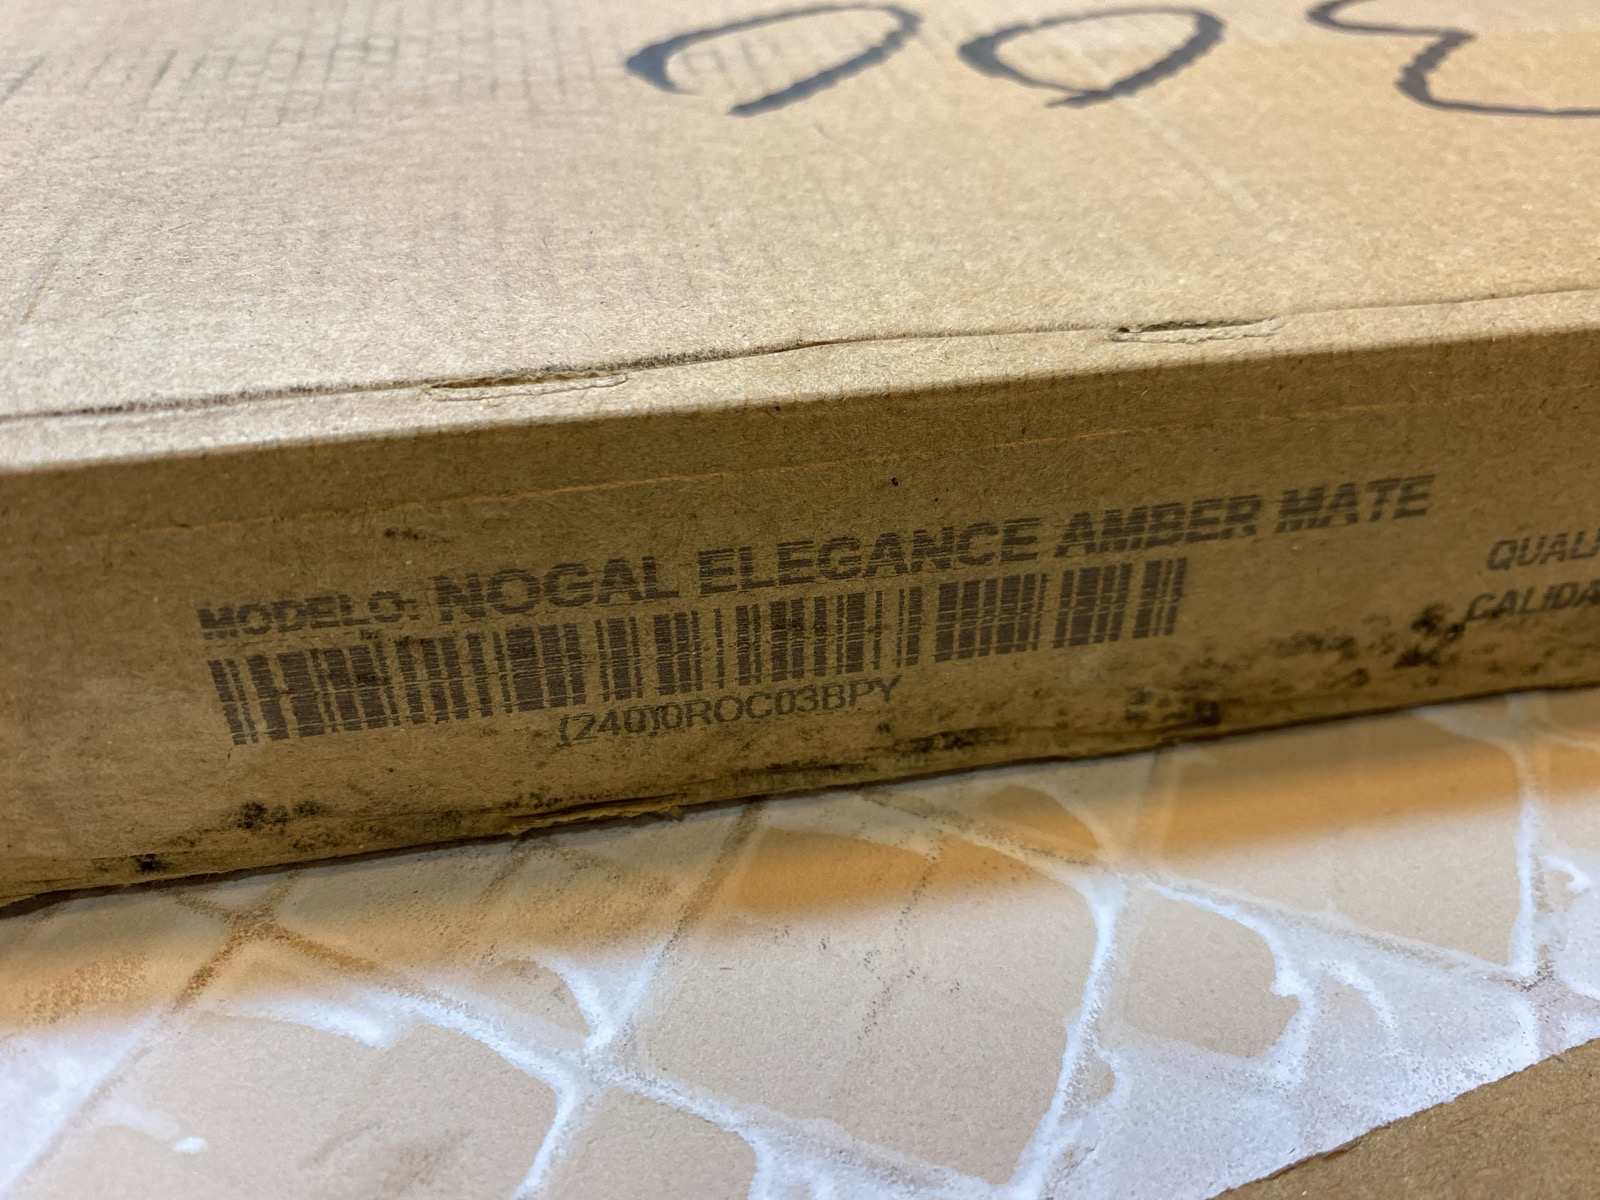 MODELO: NOGAL ELEGANCE AMBER MATE
(240)0ROC03BPY